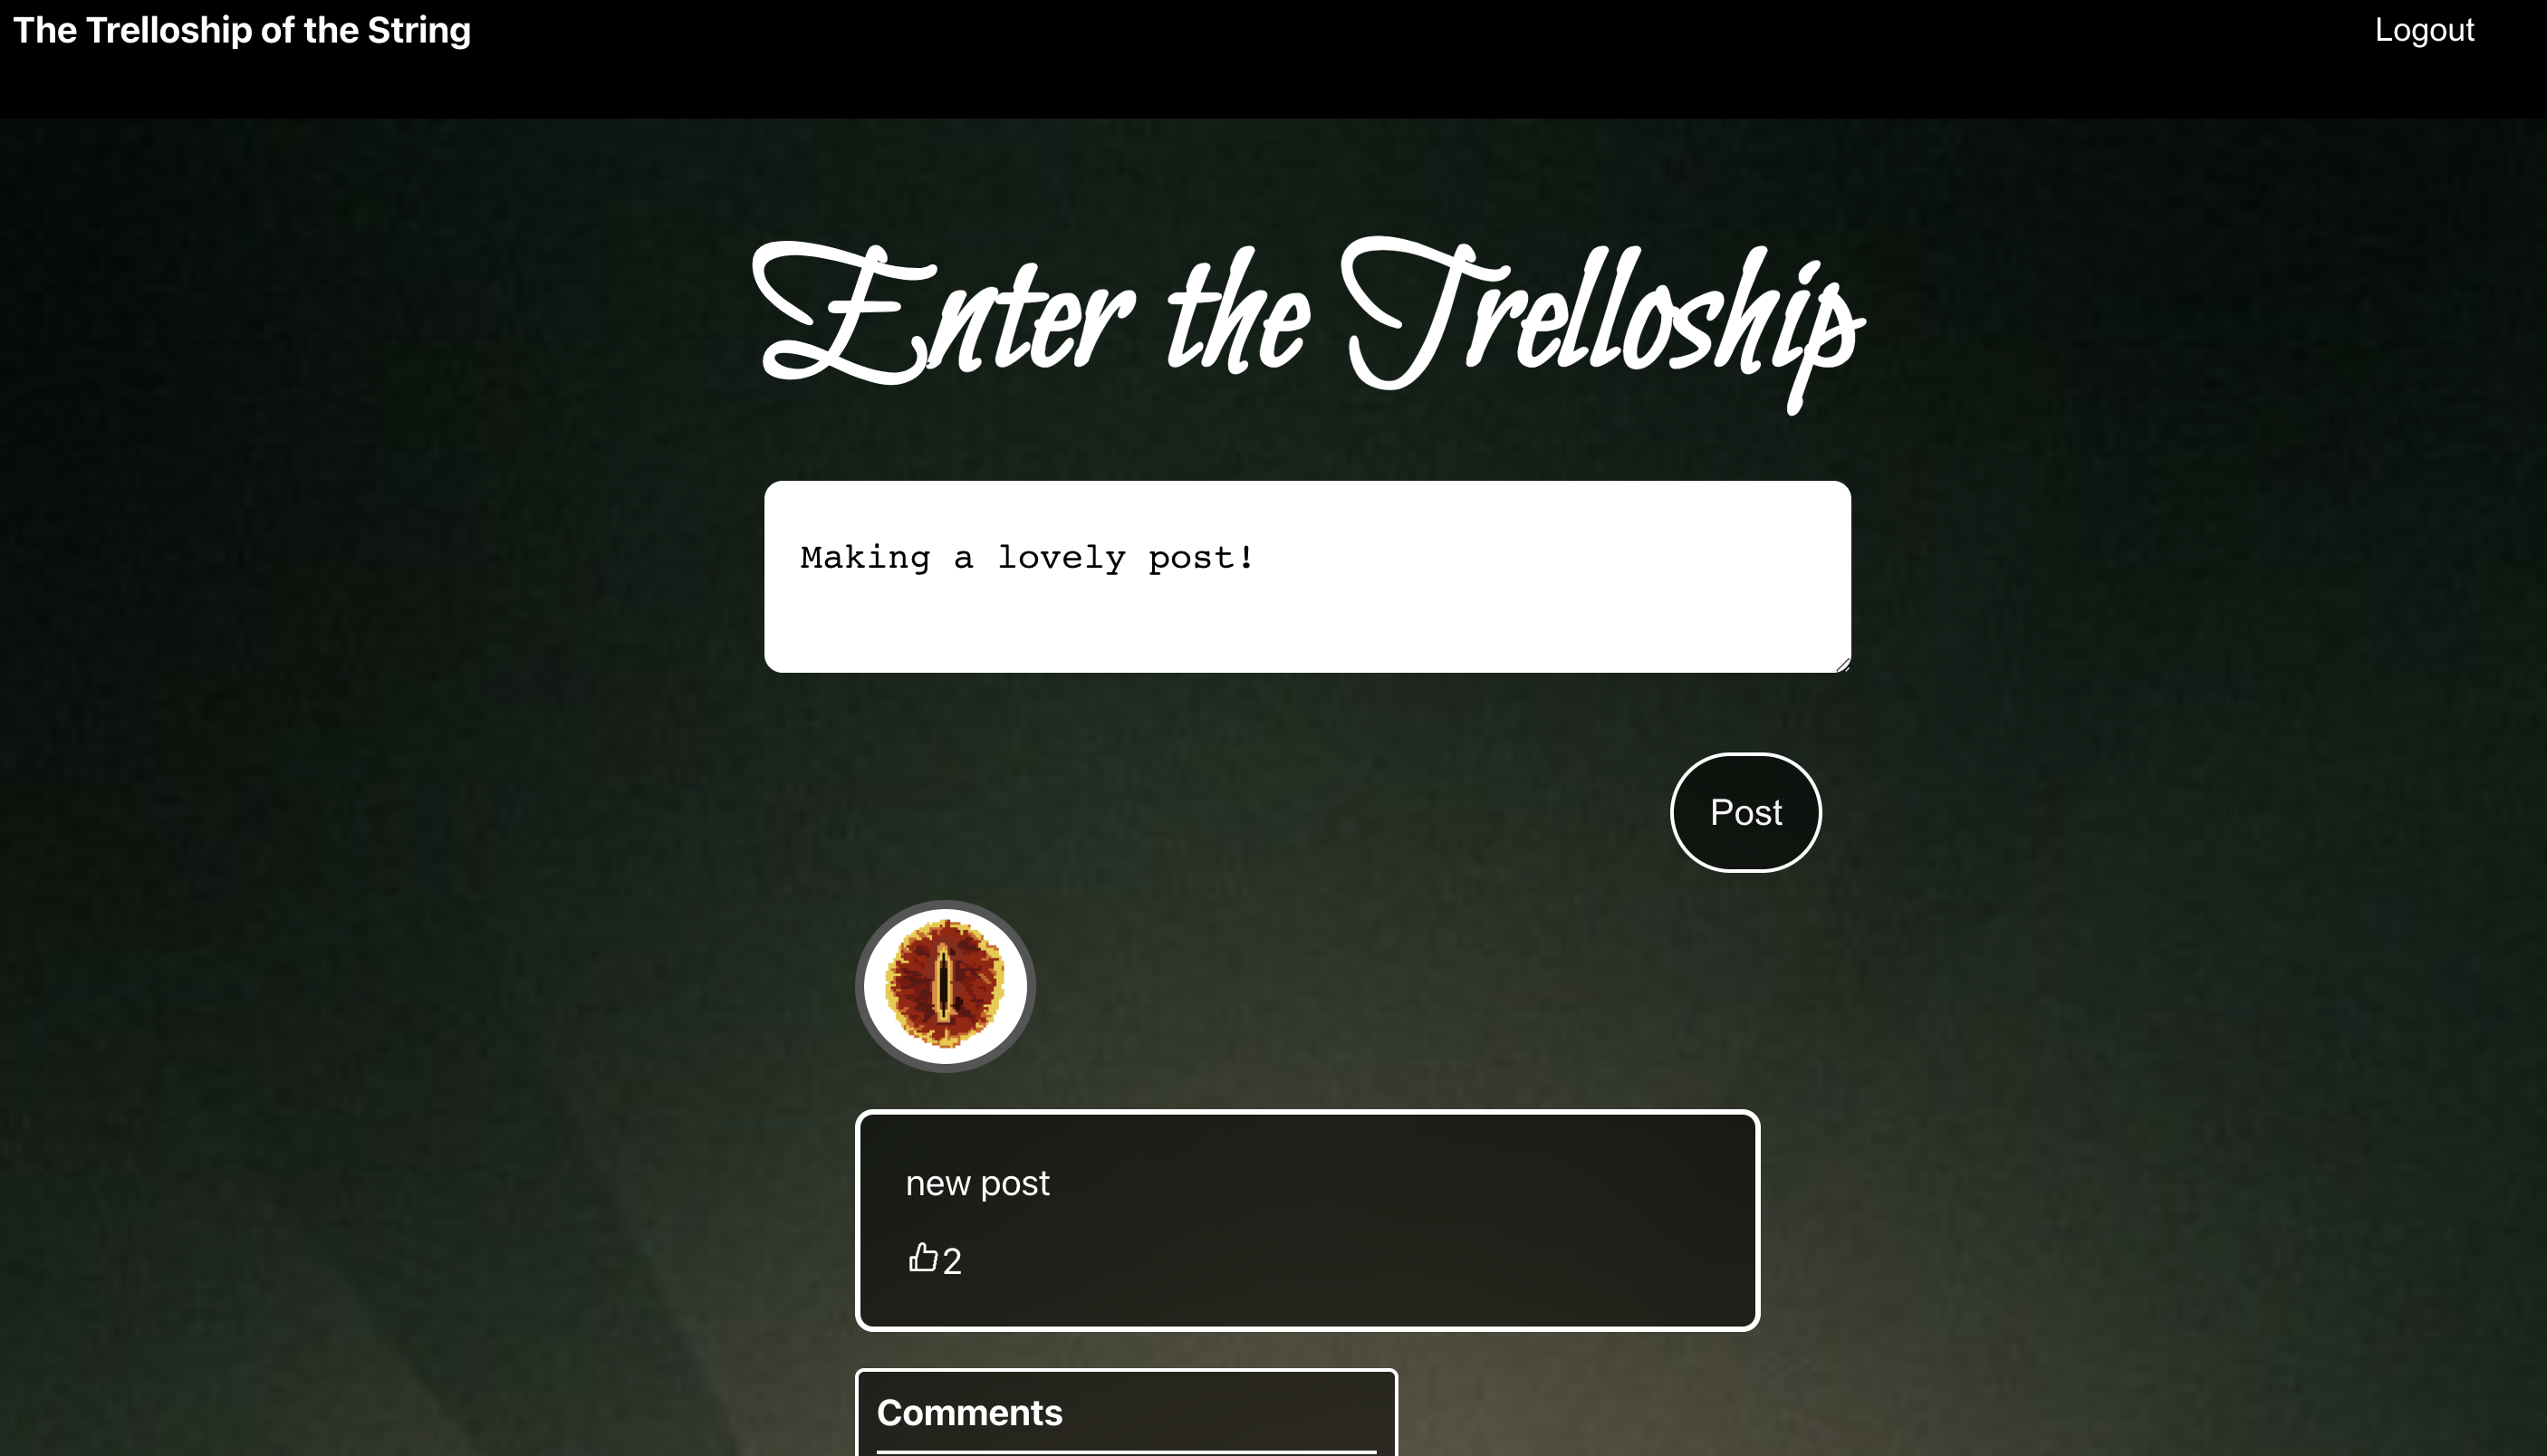 The Trelloship of the String
Logout
Enter the Trelloship
Making a lovely post!
Post
new post
2
Comments